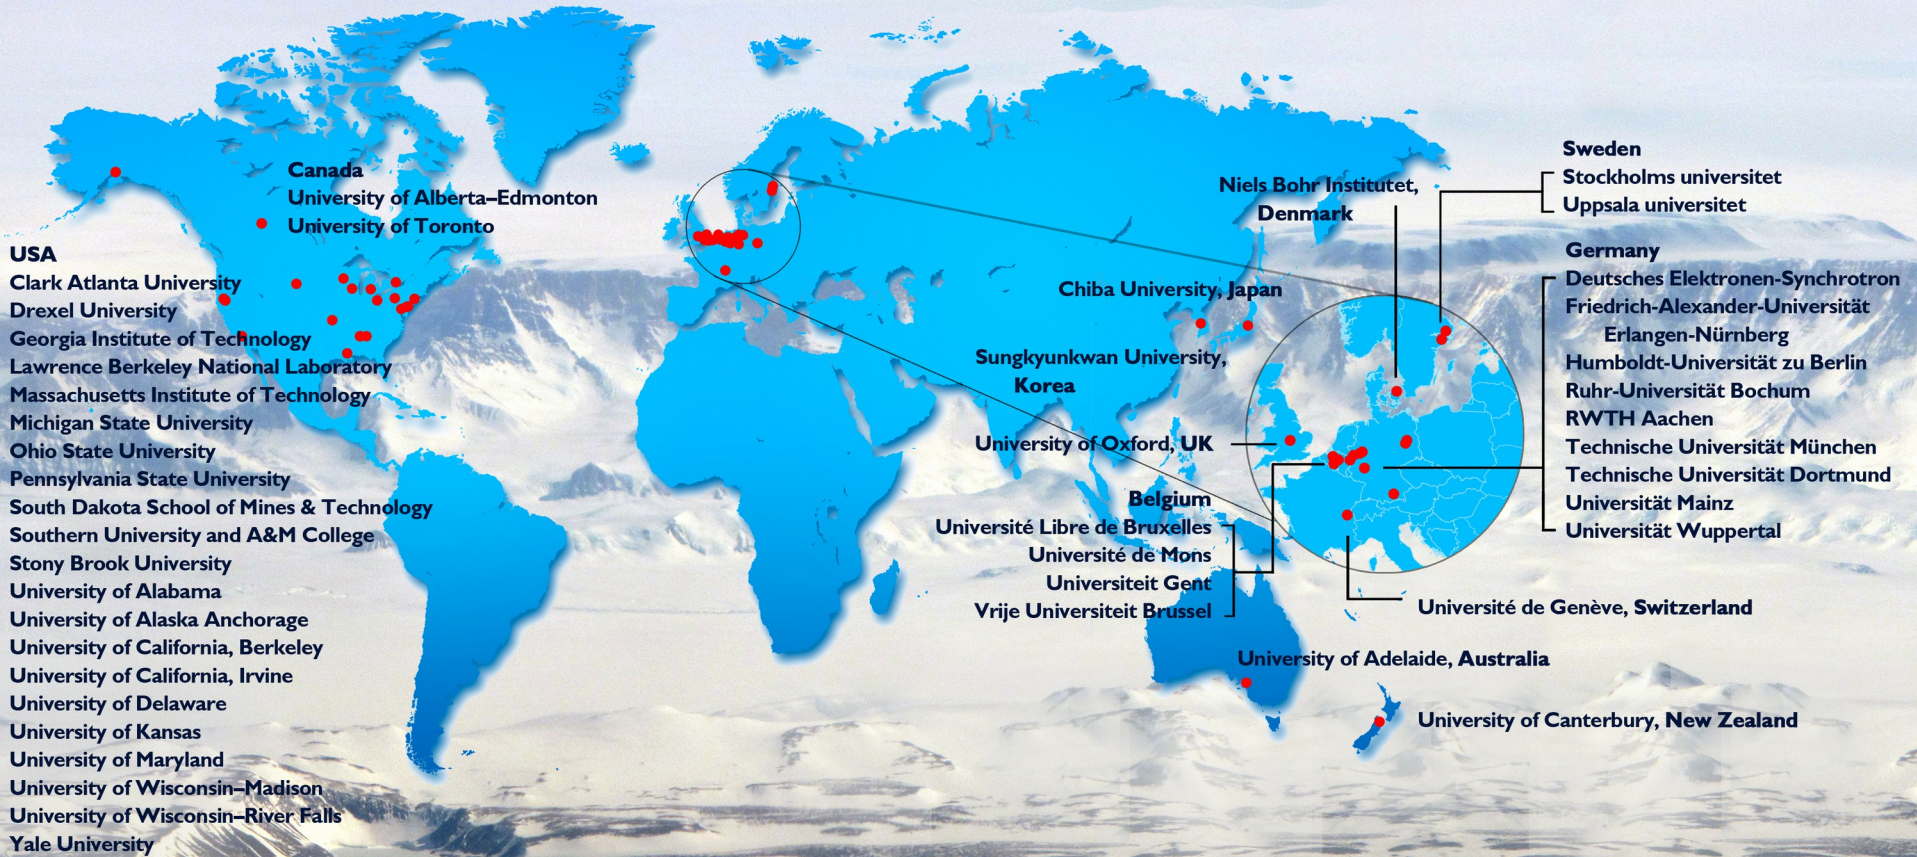 Canada
University of Alberta–Edmonton
University of Toronto
USA
Clark Atlanta University
Drexel University
Georgia Institute of Technology
Lawrence Berkeley National Laboratory
Massachusetts Institute of Technology
Michigan State University
Ohio State University
Pennsylvania State University
South Dakota School of Mines & Technology
Southern University and A&M College
Stony Brook University
University of Alabama
University of Alaska Anchorage
University of California, Berkeley
University of California, Irvine
University of Delaware
University of Kansas
University of Maryland
University of Wisconsin–Madison
University of Wisconsin–River Falls
Yale University
Chiba University, Japan
Sungkyunkwan University,
Korea
University of Oxford, UK
Belgium
Université Libre de Bruxelles
Université de Mons
Universiteit Gent
Vrije Universiteit Brussel
Niels Bohr Institutet,
Denmark
Sweden
Stockholms universitet
Uppsala universitet
Germany
Deutsches Elektronen-Synchrotron
Friedrich-Alexander-Universität
Erlangen-Nürnberg
Humboldt-Universität zu Berlin
Ruhr-Universität Bochum
RWTH Aachen
Technische Universität München
Technische Universität Dortmund
Universität Mainz
Universität Wuppertal
Université de Genève, Switzerland
University of Adelaide, Australia
University of Canterbury, New Zealand